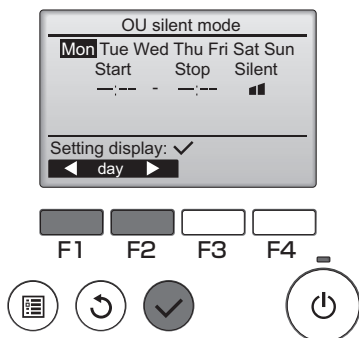 OU silent mode
Mon Tue Wed Thu Fri Sat Sun
Start Stop Silent
--:-- - --:--
Setting display: ✓
◀ day ▶
F1 F2 F3 F4